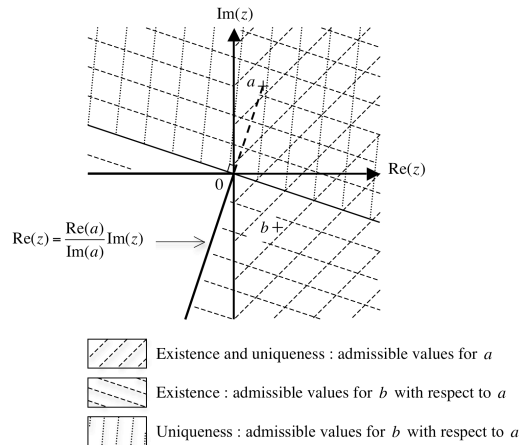 Im(z)
a
Re(z)
0
b
Re(z) = Re(a)/Im(a) Im(z)
Existence and uniqueness : admissible values for a
Existence : admissible values for b with respect to a
Uniqueness : admissible values for b with respect to a